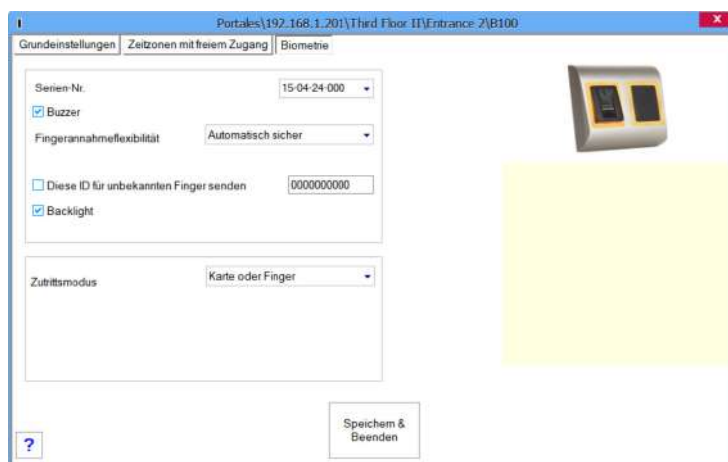 Portales\192.168.1.201\Third Floor II\Entrance 2\B100
x
Grundeinstellungen Zeitzonen mit freiem Zugang Biometrie
Serien-Nr. 15-04-24-000
Buzzer
Fingerannahmeflexibilität Automatisch sicher
Diese ID für unbekannten Finger senden 0000000000
Backlight
Zutrittsmodus Karte oder Finger
Speichern &
Beenden
?